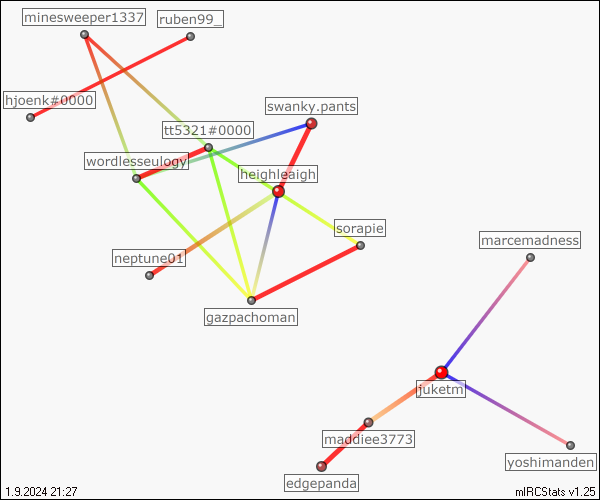 minesweeper1337
ruben99_
hjoenk#0000
swanky.pants
tt5321#0000
wordlesseulogy
heighleaigh
sorapie
marcemadness
neptune01
gazpachoman
juketm
maddiee3773
yoshimanden
edgepanda
1.9.2024 21:27
mIRCStats v1.25